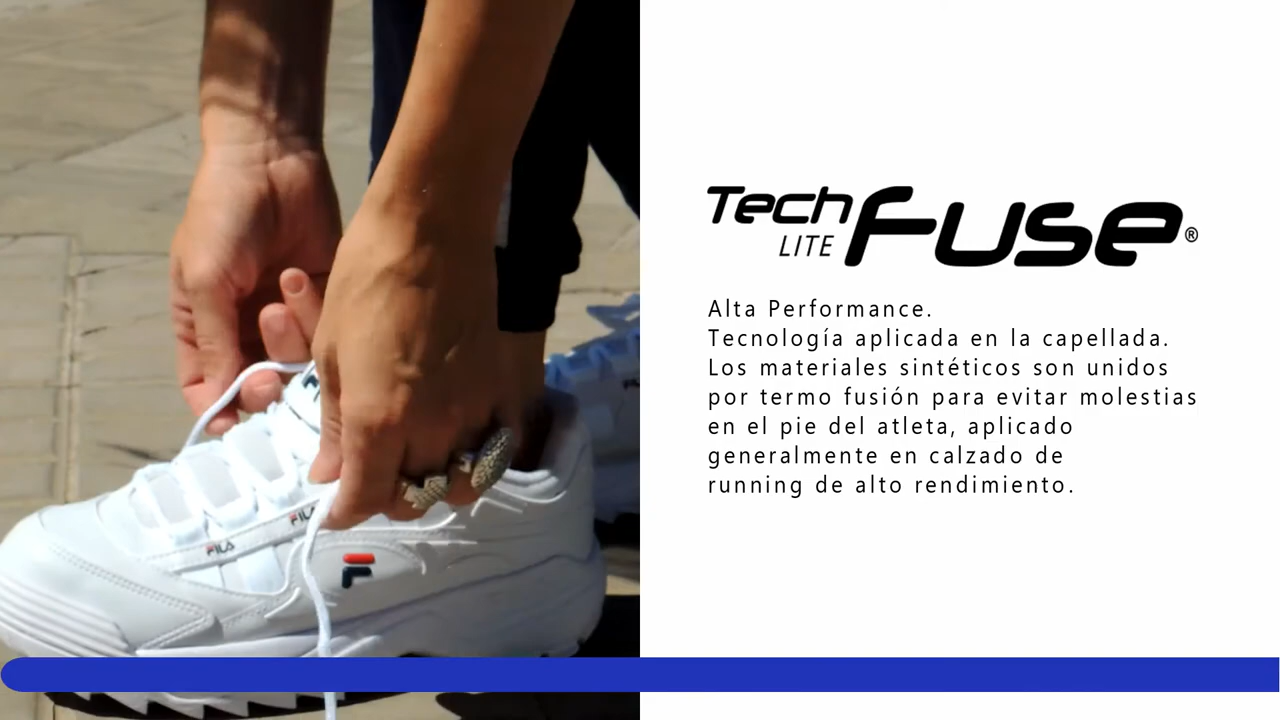 Tech Fuse®
LITE
Alta Performance.
Tecnología aplicada en la capellada.
Los materiales sintéticos son unidos
por termo fusión para evitar molestias
en el pie del atleta, aplicado
generalmente en calzado de
running de alto rendimiento.
FILA
FILA